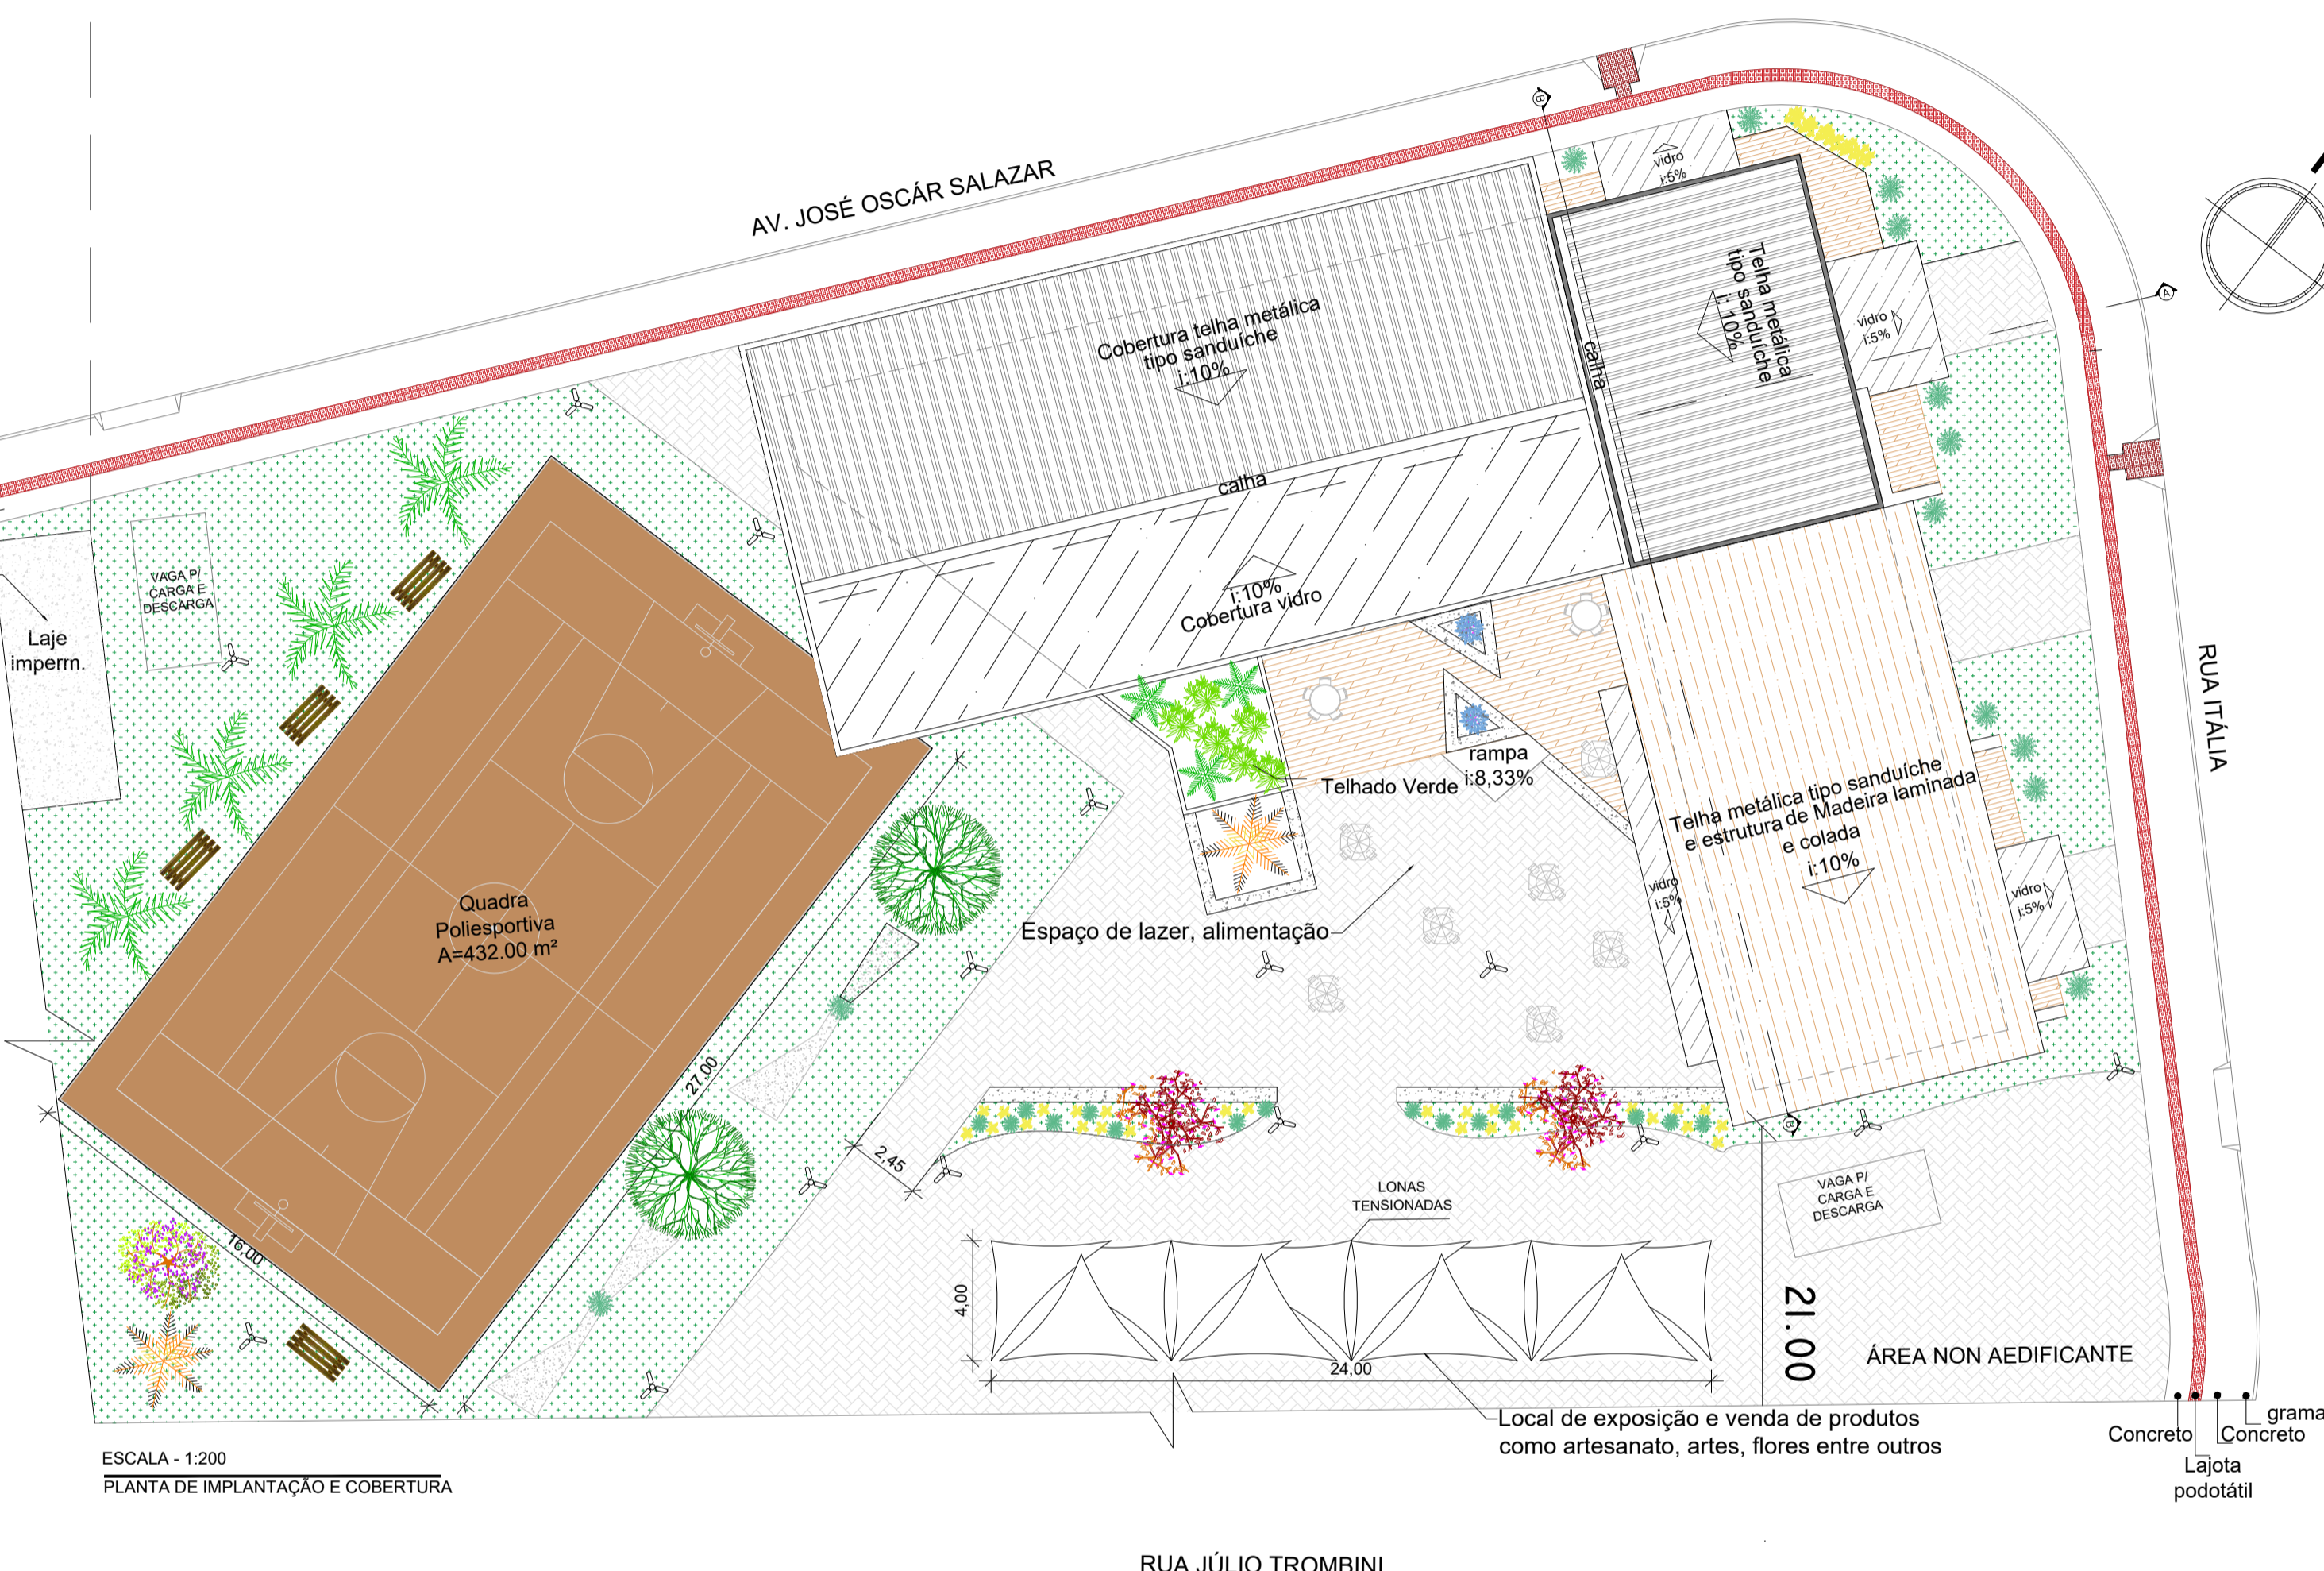 AV. JOSÉ OSCÁR SALAZAR
B
vidro
i:5%
Telha metálica
tipo sanduíche
i: 10%
A
vidro
i:5%
Cobertura telha metálica
tipo sanduíche
i:10%
calha
calha
i:10%
Cobertura vidro
VAGA P/
CARGA E
DESCARGA
Laje
imperm.
RUA ITÁLIA
rampa
i:8,33%
Telhado Verde
Telha metálica tipo sanduíche
e estrutura de Madeira laminada
e colada
i:10%
vidro
i:5%
vidro
i:5%
Quadra
Poliesportiva
A=432.00 m²
Espaço de lazer, alimentação
27,00
2,45
16,00
B
LONAS
TENSIONADAS
VAGA P/
CARGA E
DESCARGA
4,00
24,00
21.00
ÁREA NON AEDIFICANTE
Local de exposição e venda de produtos
como artesanato, artes, flores entre outros
grama
Concreto
Concreto
Lajota
podotátil
ESCALA - 1:200
PLANTA DE IMPLANTAÇÃO E COBERTURA
RUA JÚLIO TROMBINI